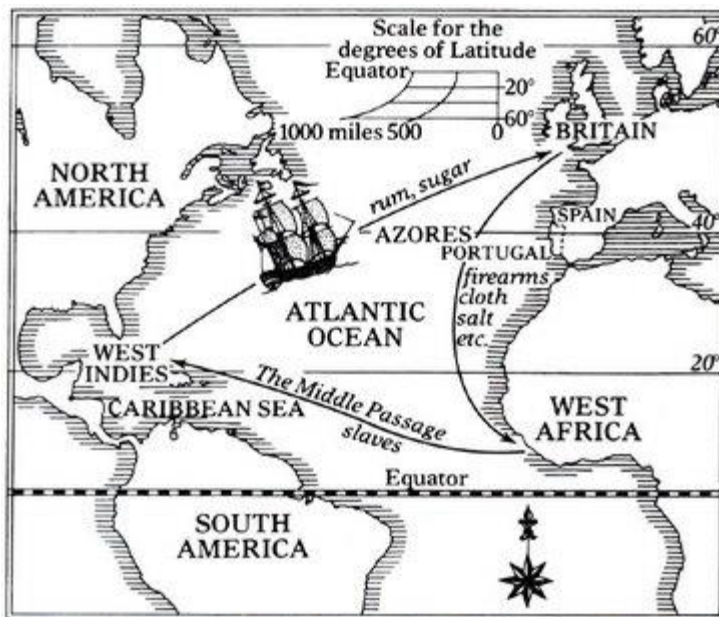 Scale for the
degrees of Latitude
Equator
20°
60°
1000 miles 500 0
60°
BRITAIN
NORTH
AMERICA
rum, sugar
AZORES
SPAIN
40°
PORTUGAL
firearms
cloth
salt
etc.
ATLANTIC
OCEAN
WEST
INDIES
20°
The Middle Passage
slaves
CARIBBEAN SEA
WEST
AFRICA
Equator
SOUTH
AMERICA